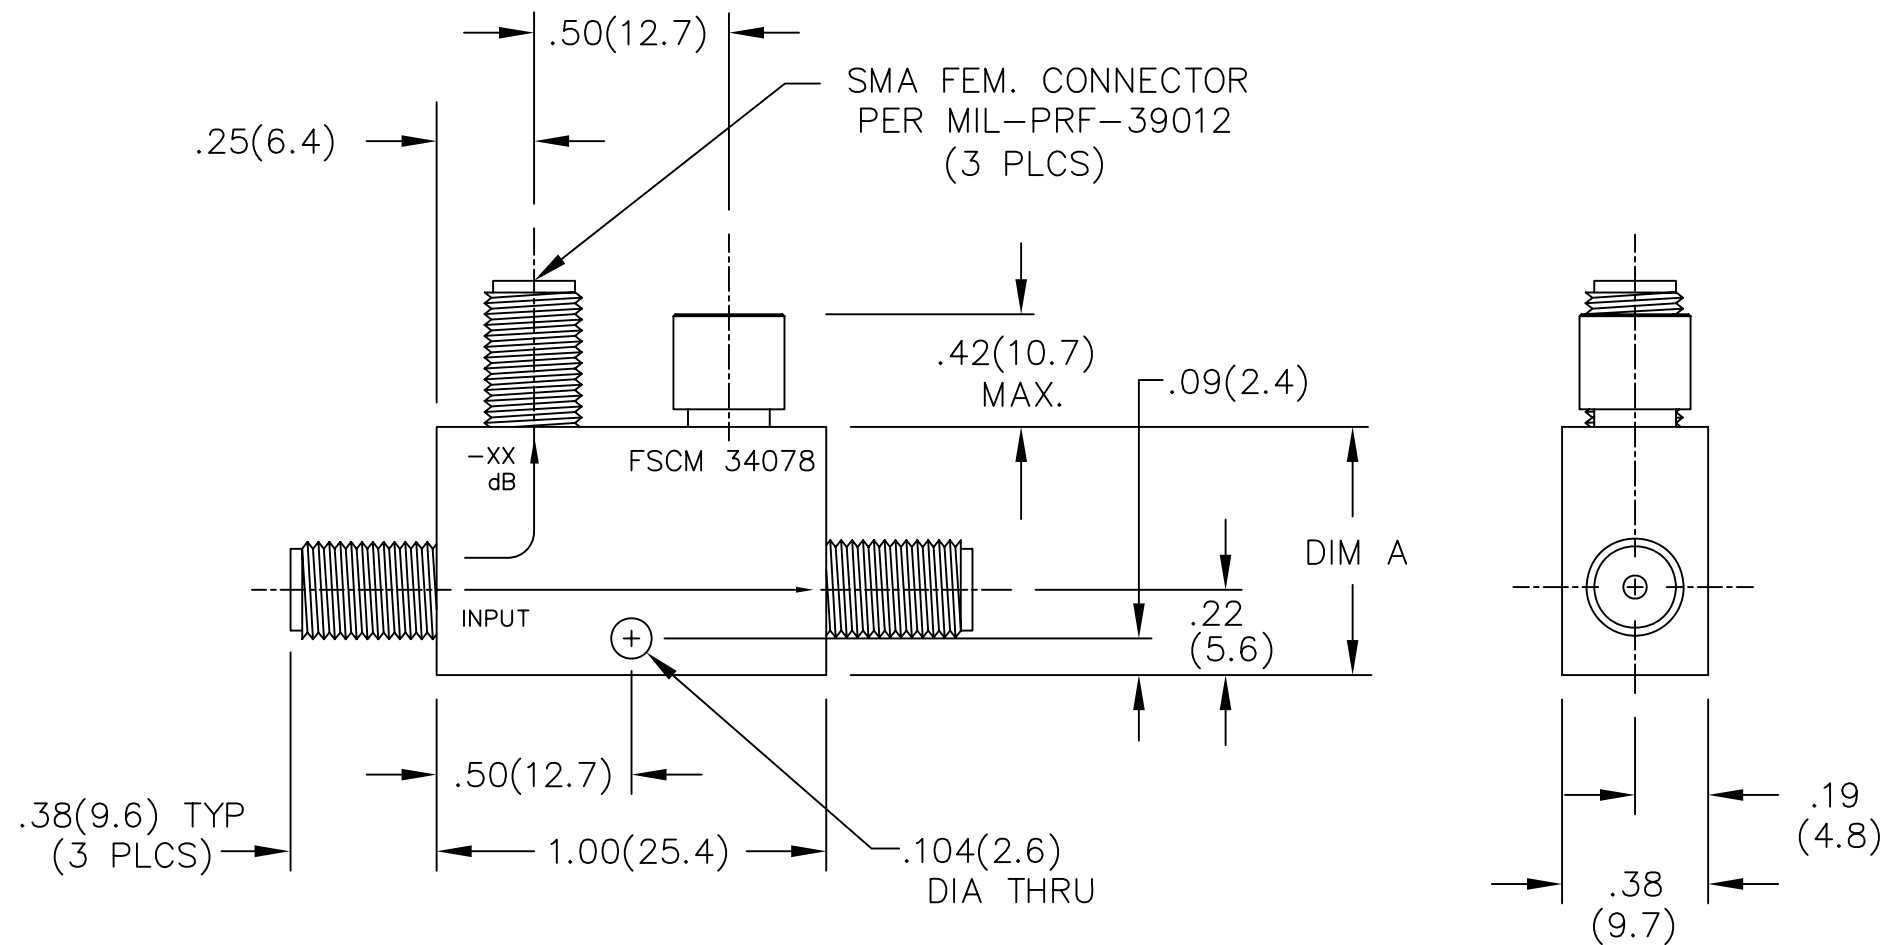 .50(12.7)
SMA FEM. CONNECTOR
PER MIL-PRF-39012
(3 PLCS)
.25(6.4)
.42(10.7)
MAX.
.09(2.4)
-XX
dB
FSCM 34078
DIM A
INPUT
.22
(5.6)
.50(12.7)
.38(9.6) TYP
(3 PLCS)
1.00(25.4)
.104(2.6)
DIA THRU
.19
(4.8)
.38
(9.7)